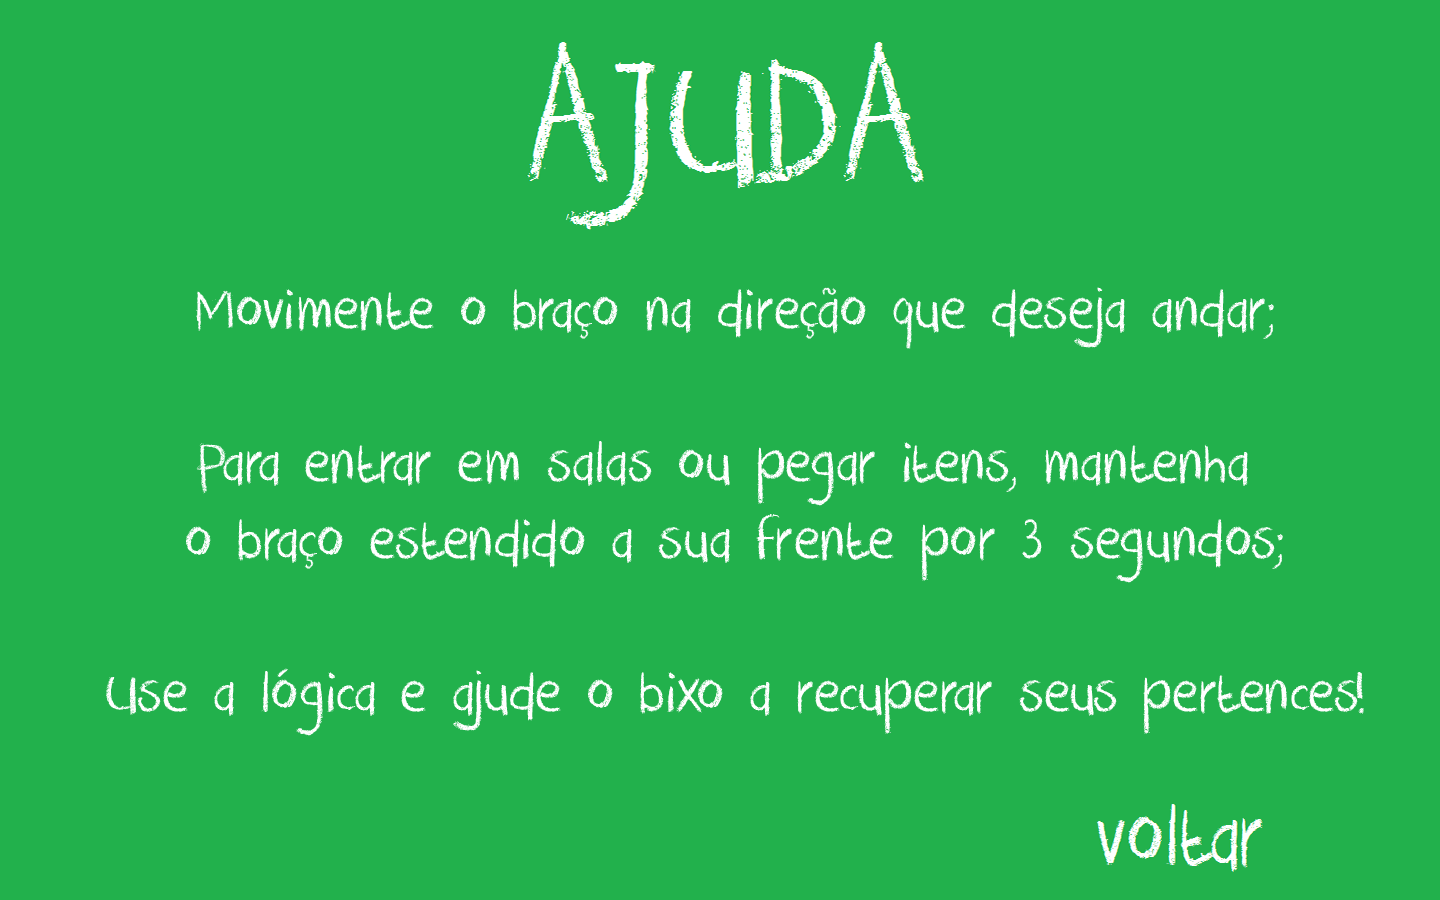 AJUDA
Movimente o braço na direção que deseja andar;
Para entrar em salas ou pegar itens, mantenha
o braço estendido a sua frente por 3 segundos;
Use a lógica e ajude o bixo a recuperar seus pertences!
voltar